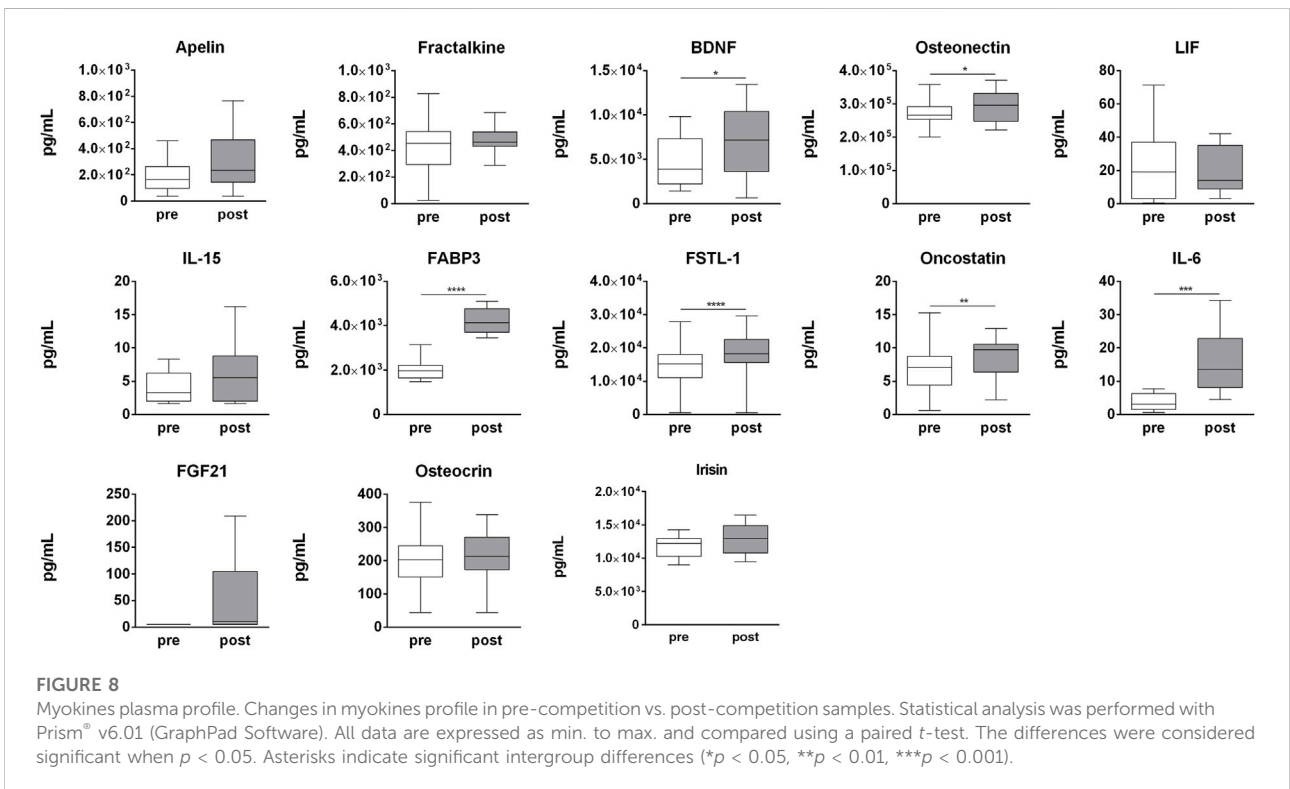 Apelin
1.0×10³
8.0×10²
6.0×10²
4.0×10²
2.0×10²
0
pg/mL
pre post
Fractalkine
1.0×10³
8.0×10²
6.0×10²
4.0×10²
2.0×10²
0
pg/mL
pre post
BDNF
1.5×10⁴
1.0×10⁴
5.0×10³
0
pg/mL
*
pre post
Osteonectin
4.0×10⁵
3.0×10⁵
2.0×10⁵
1.0×10⁵
0
pg/mL
*
pre post
LIF
80
60
40
20
0
pg/mL
pre post
IL-15
20
15
10
5
0
pg/mL
pre post
FABP3
6.0×10³
4.0×10³
2.0×10³
0
pg/mL
****
pre post
FSTL-1
4.0×10⁴
3.0×10⁴
2.0×10⁴
1.0×10⁴
0
pg/mL
****
pre post
Oncostatin
20
15
10
5
0
pg/mL
**
pre post
IL-6
40
30
20
10
0
pg/mL
***
pre post
FGF21
250
200
150
100
50
0
pg/mL
pre post
Osteocrin
400
300
200
100
0
pg/mL
pre post
Irisin
2.0×10⁴
1.5×10⁴
1.0×10⁴
5.0×10³
0
pg/mL
pre post
FIGURE 8
Myokines plasma profile. Changes in myokines profile in pre-competition vs. post-competition samples. Statistical analysis was performed with
Prism® v6.01 (GraphPad Software). All data are expressed as min. to max. and compared using a paired t-test. The differences were considered
significant when p < 0.05. Asterisks indicate significant intergroup differences (*p < 0.05, **p < 0.01, ***p < 0.001).